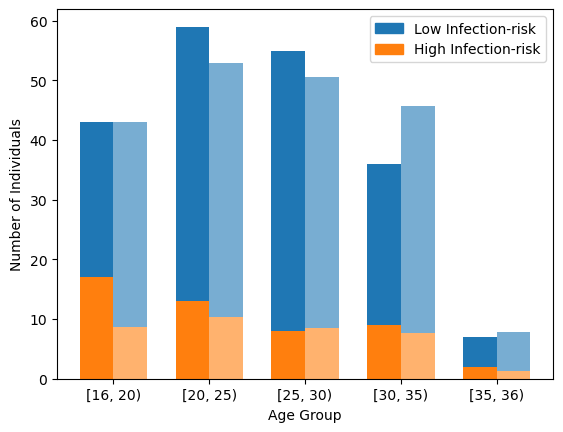 60
50
40
30
20
10
0
Number of Individuals
Low Infection-risk
High Infection-risk
[16, 20) [20, 25) [25, 30) [30, 35) [35, 36)
Age Group